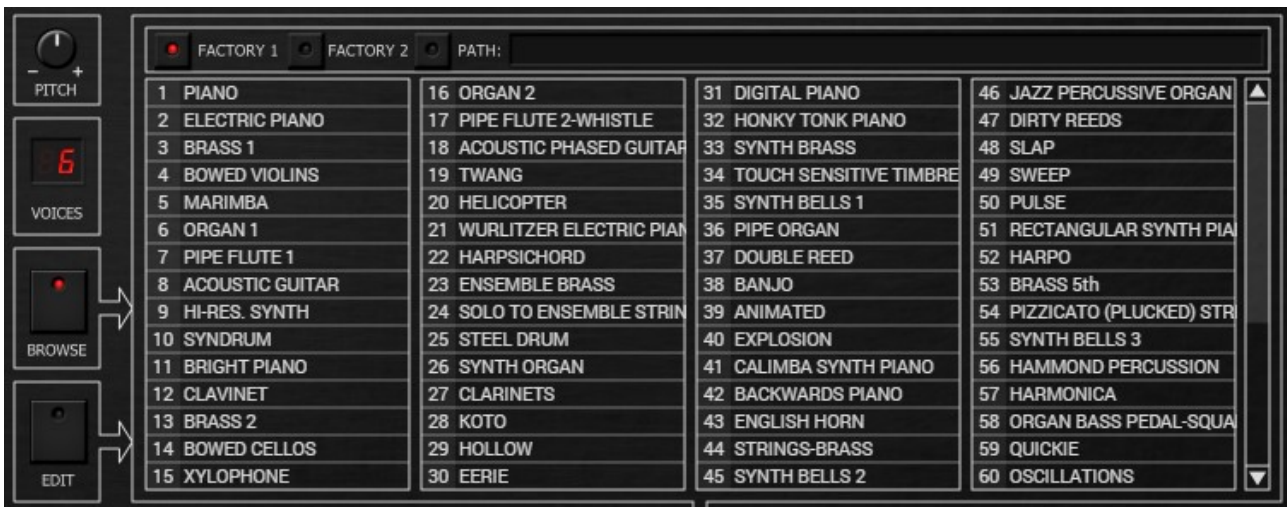 FACTORY 1 FACTORY 2 PATH:
PITCH
- +
6
VOICES
BROWSE
EDIT
1 PIANO
2 ELECTRIC PIANO
3 BRASS 1
4 BOWED VIOLINS
5 MARIMBA
6 ORGAN 1
7 PIPE FLUTE 1
8 ACOUSTIC GUITAR
9 HI-RES. SYNTH
10 SYNDRUM
11 BRIGHT PIANO
12 CLAVINET
13 BRASS 2
14 BOWED CELLOS
15 XYLOPHONE
16 ORGAN 2
17 PIPE FLUTE 2-WHISTLE
18 ACOUSTIC PHASED GUITAR
19 TWANG
20 HELICOPTER
21 WURLITZER ELECTRIC PIAN
22 HARPSICHORD
23 ENSEMBLE BRASS
24 SOLO TO ENSEMBLE STRIN
25 STEEL DRUM
26 SYNTH ORGAN
27 CLARINETS
28 KOTO
29 HOLLOW
30 EERIE
31 DIGITAL PIANO
32 HONKY TONK PIANO
33 SYNTH BRASS
34 TOUCH SENSITIVE TIMBRE
35 SYNTH BELLS 1
36 PIPE ORGAN
37 DOUBLE REED
38 BANJO
39 ANIMATED
40 EXPLOSION
41 CALIMBA SYNTH PIANO
42 BACKWARDS PIANO
43 ENGLISH HORN
44 STRINGS-BRASS
45 SYNTH BELLS 2
46 JAZZ PERCUSSIVE ORGAN
47 DIRTY REEDS
48 SLAP
49 SWEEP
50 PULSE
51 RECTANGULAR SYNTH PIA
52 HARPO
53 BRASS 5th
54 PIZZICATO (PLUCKED) STR
55 SYNTH BELLS 3
56 HAMMOND PERCUSSION
57 HARMONICA
58 ORGAN BASS PEDAL-SQUA
59 QUICKIE
60 OSCILLATIONS